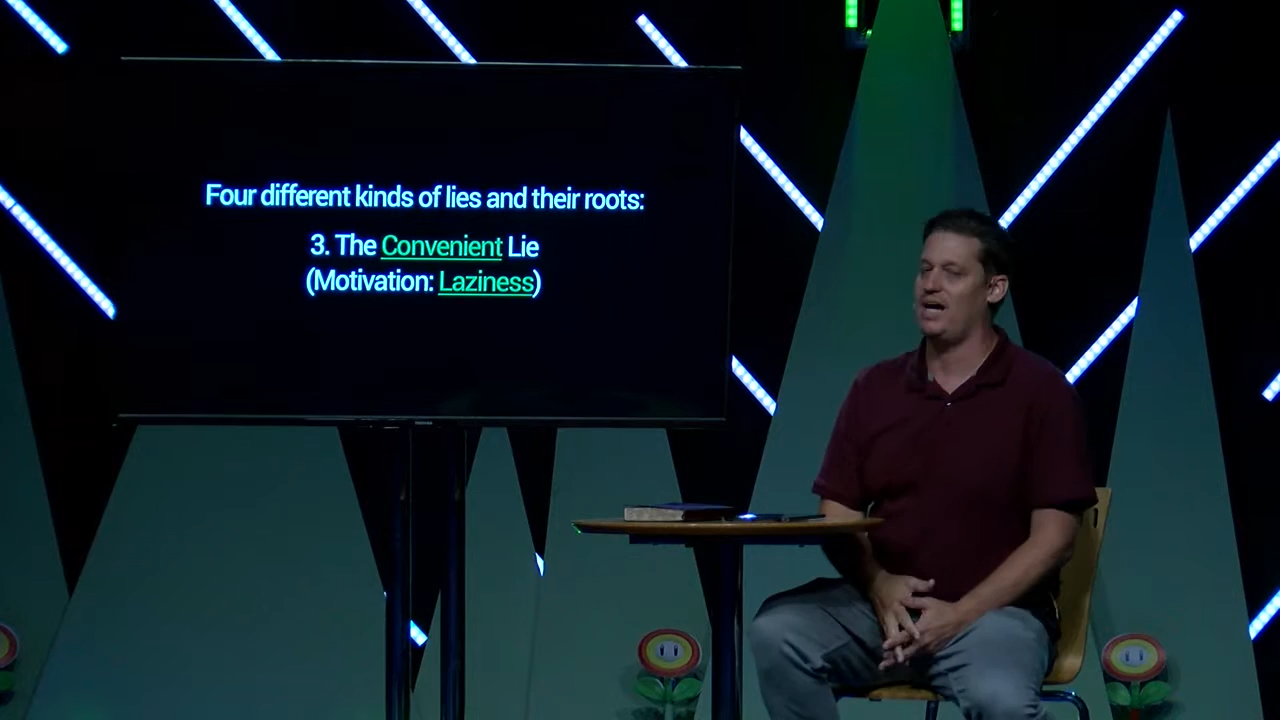 Four different kinds of lies and their roots:
3. The Convenient Lie
(Motivation: Laziness)